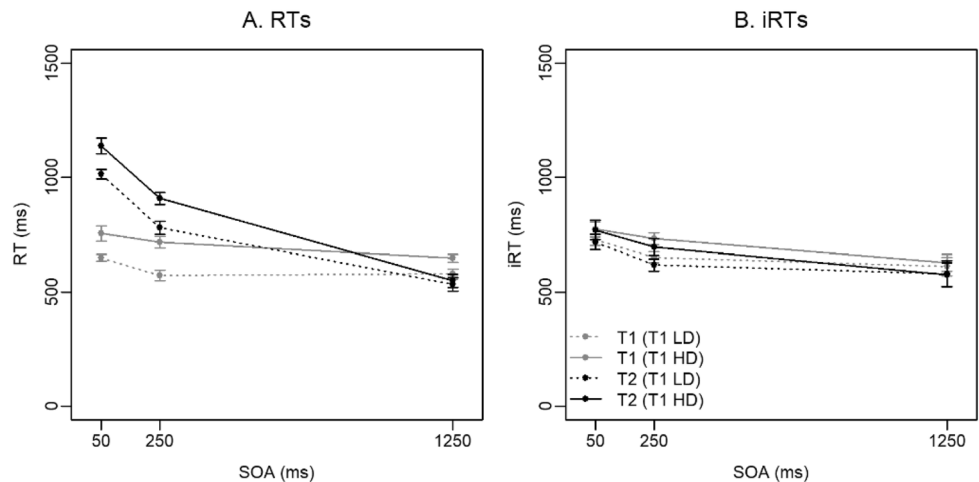 A. RTs
RT (ms)
1500
1000
500
0
50 250 1250
SOA (ms)
B. iRTs
iRT (ms)
1500
1000
500
0
T1 (T1 LD)
T1 (T1 HD)
T2 (T1 LD)
T2 (T1 HD)
50 250 1250
SOA (ms)